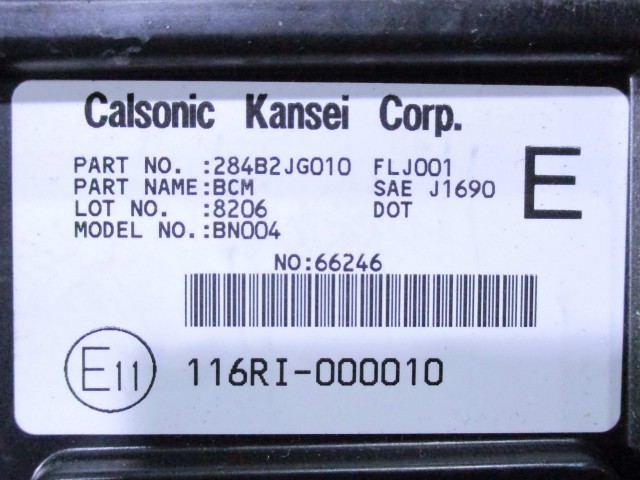 Calsonic Kansei Corp.
PART NO. :284B2JG010 FLJ001
PART NAME:BCM SAE J1690
LOT NO. :8206 DOT
MODEL NO.:BN004
E
NO:66246
E11 116RI-000010